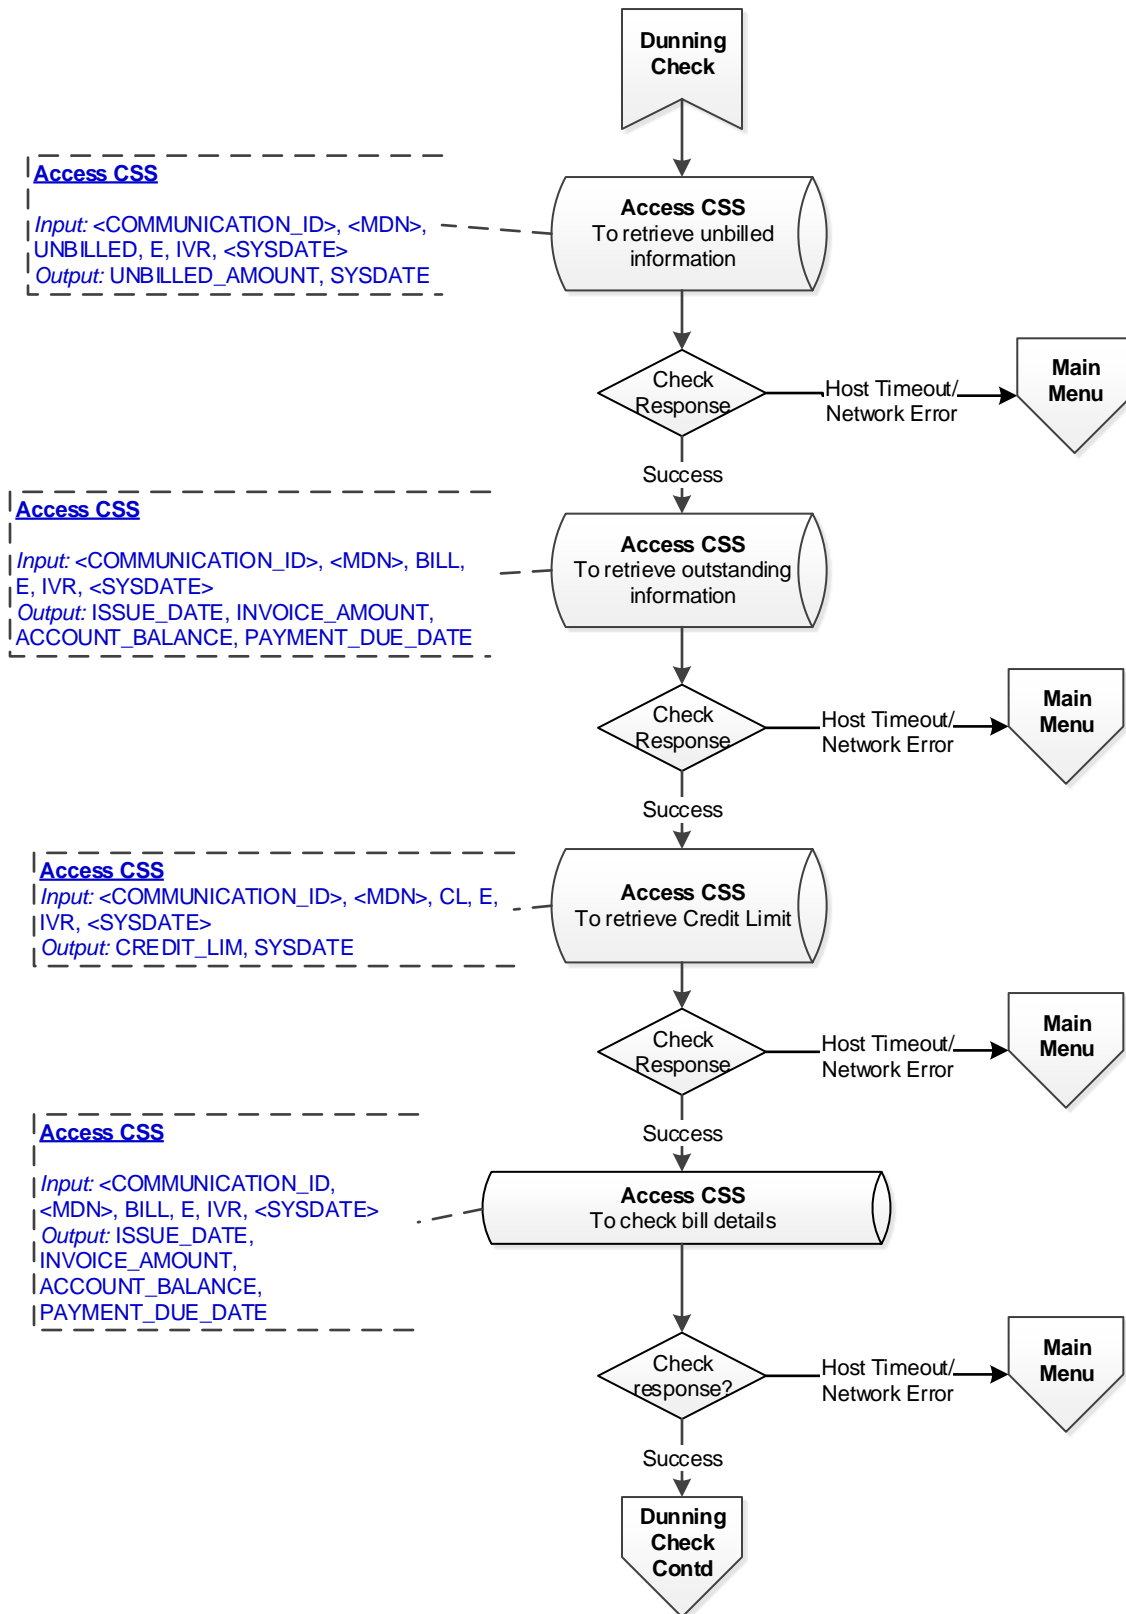 Dunning
Check
Access CSS
Input: <COMMUNICATION_ID>, <MDN>,
UNBILLED, E, IVR, <SYSDATE>
Output: UNBILLED_AMOUNT, SYSDATE
Access CSS
To retrieve unbilled
information
Check
Response
Host Timeout/
Network Error
Main
Menu
Success
Access CSS
Input: <COMMUNICATION_ID>, <MDN>, BILL,
E, IVR, <SYSDATE>
Output: ISSUE_DATE, INVOICE_AMOUNT,
ACCOUNT_BALANCE, PAYMENT_DUE_DATE
Access CSS
To retrieve outstanding
information
Check
Response
Host Timeout/
Network Error
Main
Menu
Success
Access CSS
Input: <COMMUNICATION_ID>, <MDN>, CL, E,
IVR, <SYSDATE>
Output: CREDIT_LIM, SYSDATE
Access CSS
To retrieve Credit Limit
Check
Response
Host Timeout/
Network Error
Main
Menu
Success
Access CSS
Input: <COMMUNICATION_ID,
<MDN>, BILL, E, IVR, <SYSDATE>
Output: ISSUE_DATE,
INVOICE_AMOUNT,
ACCOUNT_BALANCE,
PAYMENT_DUE_DATE
Access CSS
To check bill details
Check
response?
Host Timeout/
Network Error
Main
Menu
Success
Dunning
Check
Contd